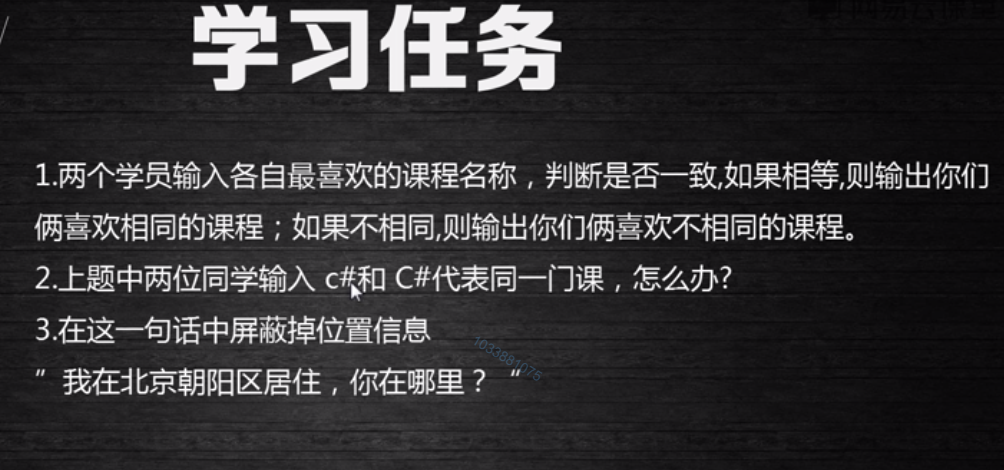 学习任务
1.两个学员输入各自最喜欢的课程名称，判断是否一致,如果相等,则输出你们
俩喜欢相同的课程；如果不相同,则输出你们俩喜欢不相同的课程。
2.上题中两位同学输入 c#和 C#代表同一门课，怎么办?
3.在这一句话中屏蔽掉位置信息
1033881075
”我在北京朝阳区居住，你在哪里？“